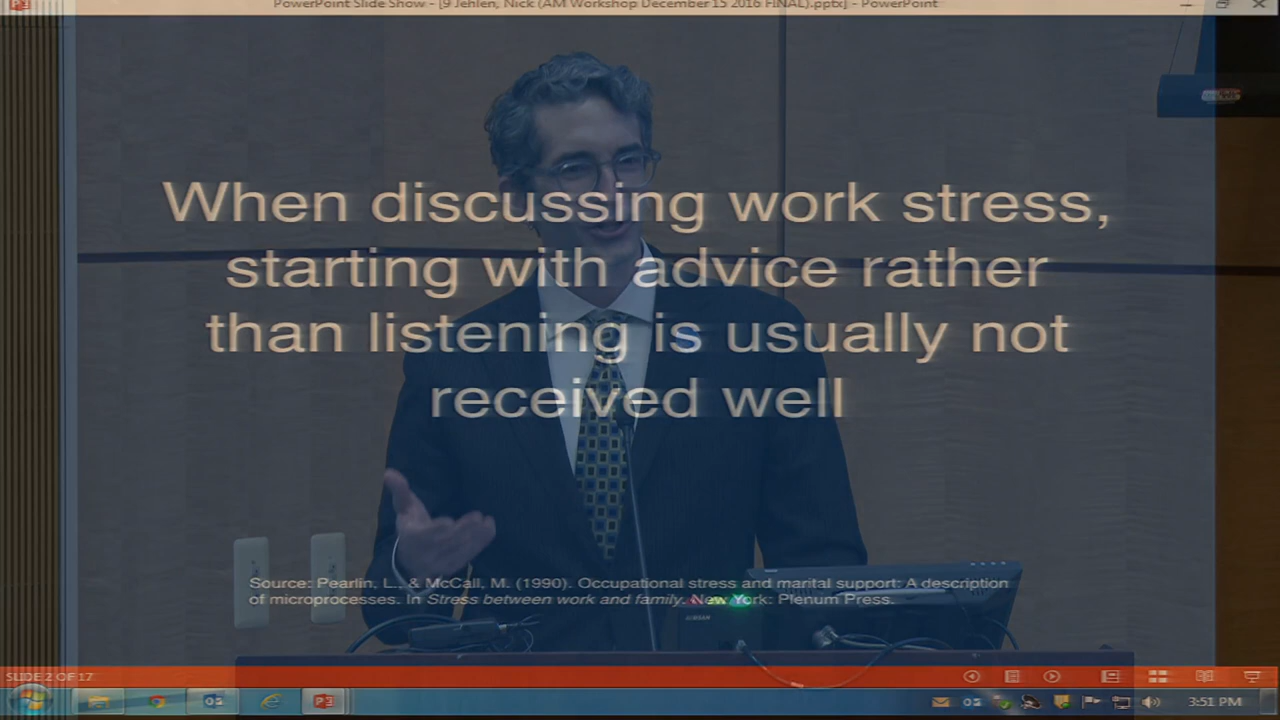 PowerPoint Slide Show - [9 Jehlen, Nick (AM Workshop December 15 2016 FINAL).pptx] - PowerPoint
When discussing work stress,
starting with advice rather
than listening is usually not
received well
Source: Pearlin, L., & McCall, M. (1990). Occupational stress and marital support: A description
of microprocesses. In Stress between work and family. New York: Plenum Press.
SLIDE 2 OF 17
3:51 PM